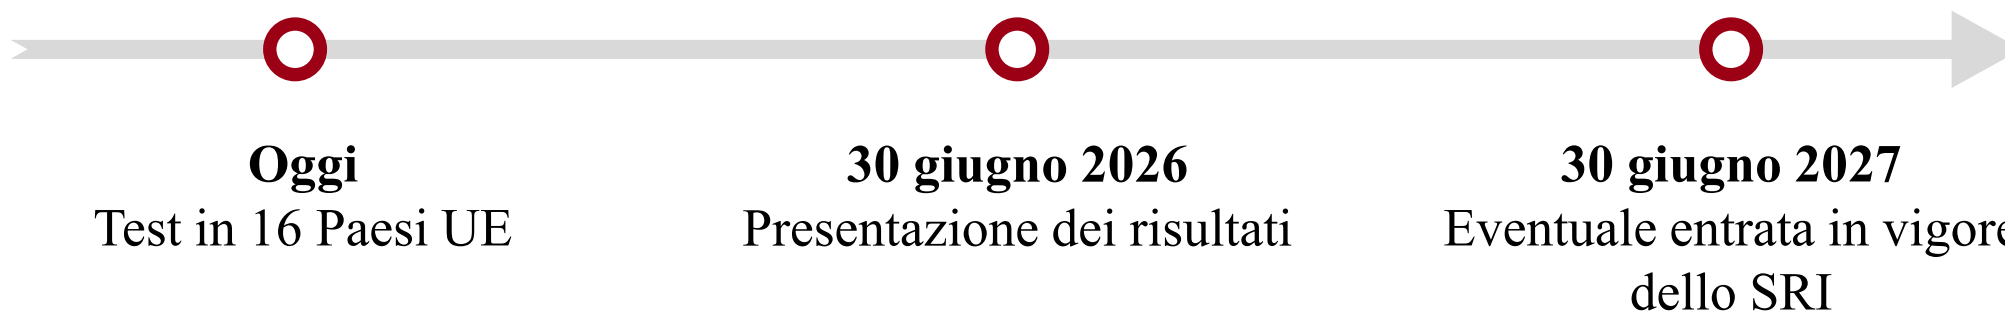 Oggi
Test in 16 Paesi UE
30 giugno 2026
Presentazione dei risultati
30 giugno 2027
Eventuale entrata in vigore
dello SRI